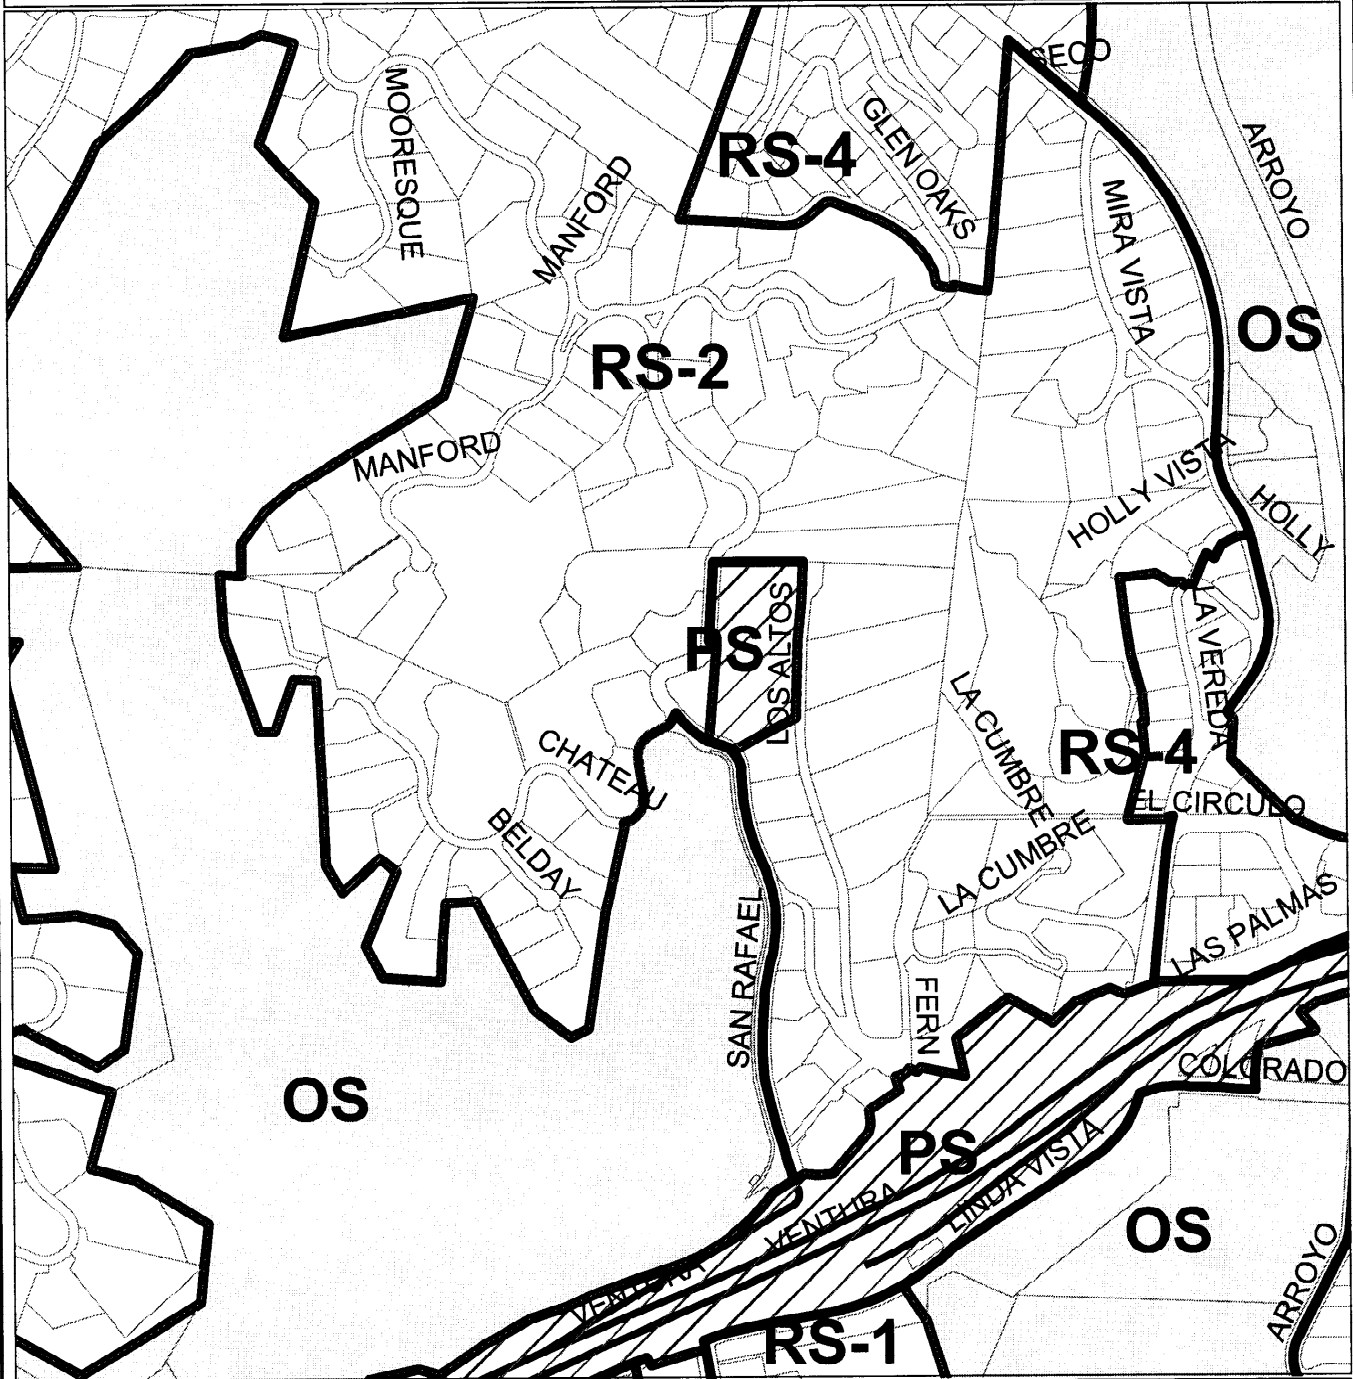 SECO
MOORESQUE
GLEN OAKS
RS-4
ARROYO
MANFORD
MIRA VISTA
OS
RS-2
MANFORD
HOLLY VISTA
HOLLY
LOS ALTOS
PS
LA VEREDA
LA CUMBRE
RS-4
CHATEAU
EL CIRCULO
BELDAY
LA CUMBRE
LAS PALMAS
SAN RAFAEL
FERN
COLORADO
OS
PS
LINDA VISTA
VENTURA
OS
VENTURA
ARROYO
RS-1